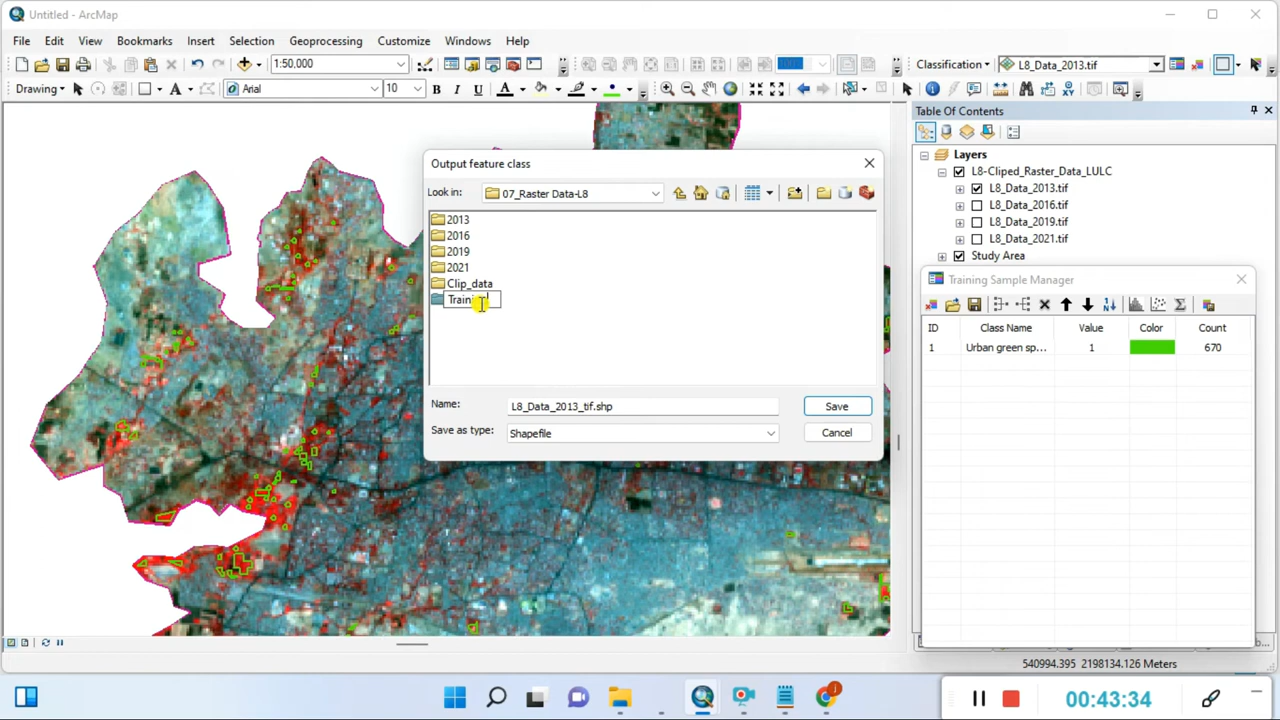 Untitled - ArcMap
File Edit View Bookmarks Insert Selection Geoprocessing Customize Windows Help
1:50,000
Classification L8_Data_2013.tif
Drawing Arial 10 B I U A
Table Of Contents
Layers
L8-Cliped_Raster_Data_LULC
L8_Data_2013.tif
L8_Data_2016.tif
L8_Data_2019.tif
L8_Data_2021.tif
Study Area
Output feature class
Look in: 07_Raster Data-L8
2013
2016
2019
2021
Clip_data
Name: L8_Data_2013_tif.shp Save
Save as type: Shapefile Cancel
Training Sample Manager
ID Class Name Value Color Count
1 Urban green sp... 1 670
540994.395 2198134.126 Meters
00:43:34